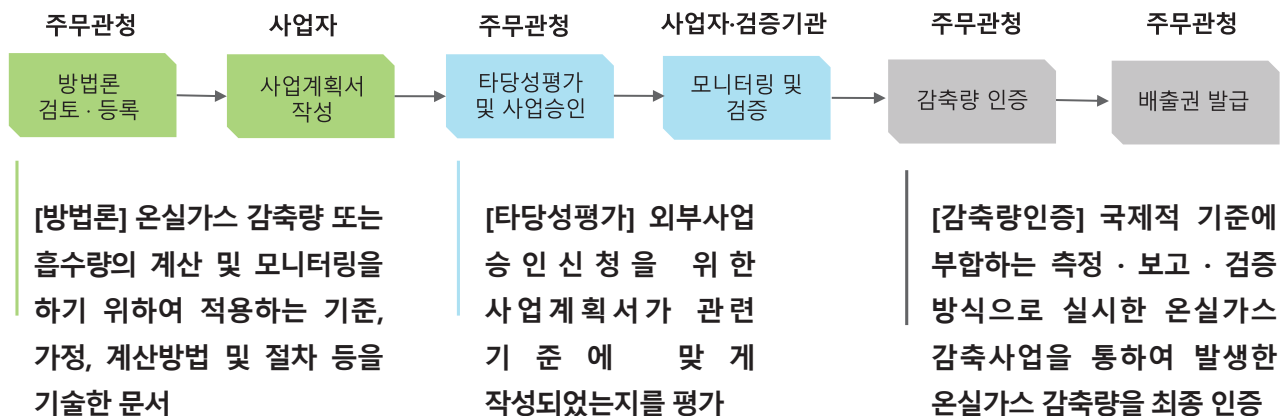 주무관청
사업자
주무관청
사업자·검증기관
주무관청
주무관청
방법론
검토 · 등록
사업계획서
작성
타당성평가
및 사업승인
모니터링 및
검증
감축량 인증
배출권 발급
[방법론] 온실가스 감축량 또는
흡수량의 계산 및 모니터링을
하기 위하여 적용하는 기준,
가정, 계산방법 및 절차 등을
기술한 문서
[타당성평가] 외부사업
승인신청을 위한
사업계획서가 관련
기준에 맞게
작성되었는지를 평가
[감축량인증] 국제적 기준에
부합하는 측정 · 보고 · 검증
방식으로 실시한 온실가스
감축사업을 통하여 발생한
온실가스 감축량을 최종 인증